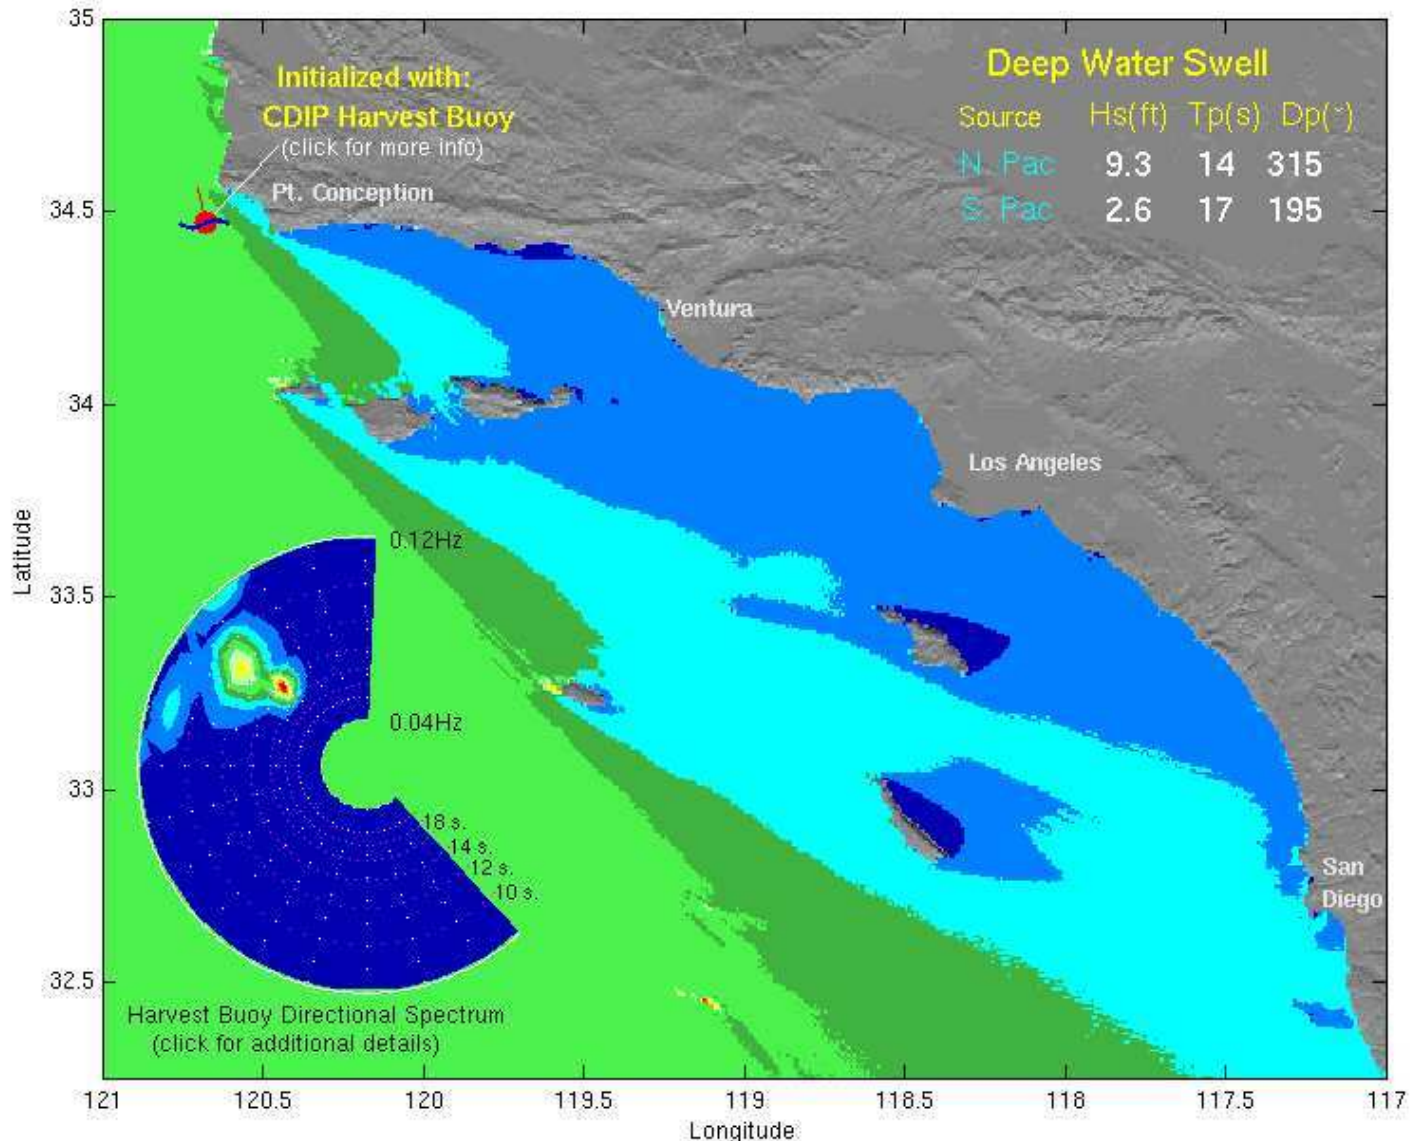 35
34.5
34
33.5
33
32.5
Latitude
Initialized with:
CDIP Harvest Buoy
(click for more info)
Pt. Conception
Deep Water Swell
Source Hs(ft) Tp(s) Dp(°)
N. Pac 9.3 14 315
S. Pac 2.6 17 195
Ventura
Los Angeles
San
Diego
0.12Hz
0.04Hz
18 s.
14 s.
12 s.
10 s.
Harvest Buoy Directional Spectrum
(click for additional details)
121 120.5 120 119.5 119 118.5 118 117.5 117
Longitude